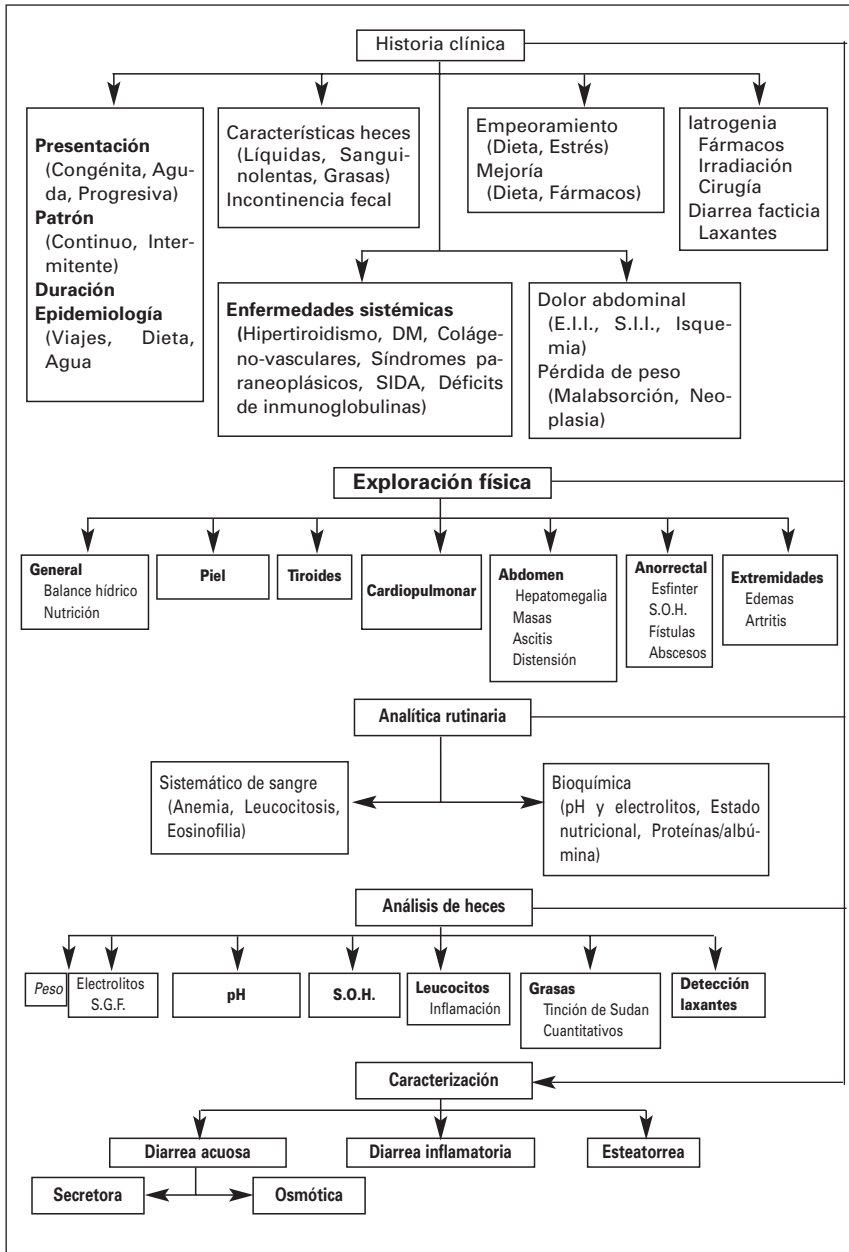 Historia clínica
Presentación
(Congénita, Agu-
da, Progresiva)
Patrón
(Continuo, Inter-
mitente)
Duración
Epidemiología
(Viajes, Dieta,
Agua
Características heces
(Líquidas, Sangui-
nolentas, Grasas)
Incontinencia fecal
Empeoramiento
(Dieta, Estrés)
Mejoría
(Dieta, Fármacos)
Iatrogenia
Fármacos
Irradiación
Cirugía
Diarrea facticia
Laxantes
Enfermedades sistémicas
(Hipertiroidismo, DM, Coláge-
no-vasculares, Síndromes pa-
raneoplásicos, SIDA, Déficits
de inmunoglobulinas)
Dolor abdominal
(E.I.I., S.I.I., Isque-
mia)
Pérdida de peso
(Malabsorción, Neo-
plasia)
Exploración física
General
Balance hídrico
Nutrición
Piel
Tiroides
Cardiopulmonar
Abdomen
Hepatomegalia
Masas
Ascitis
Distensión
Anorrectal
Esfinter
S.O.H.
Fístulas
Abscesos
Extremidades
Edemas
Artritis
Analítica rutinaria
Sistemático de sangre
(Anemia, Leucocitosis,
Eosinofilia)
Bioquímica
(pH y electrolitos, Estado
nutricional, Proteínas/albú-
mina)
Análisis de heces
Peso
Electrolitos
S.G.F.
pH
S.O.H.
Leucocitos
Inflamación
Grasas
Tinción de Sudan
Cuantitativos
Detección
laxantes
Caracterización
Diarrea acuosa
Diarrea inflamatoria
Esteatorrea
Secretora
Osmótica